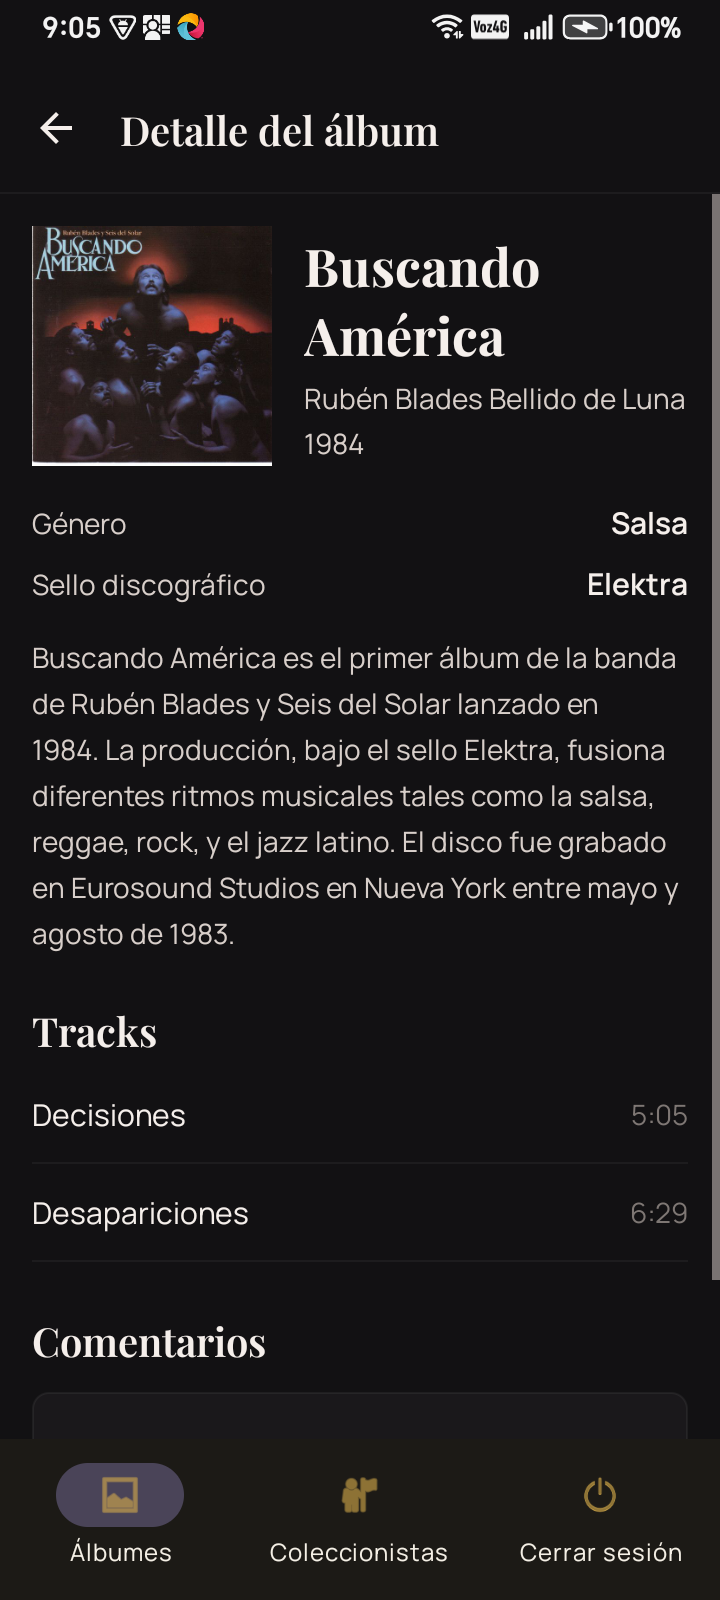 9:05 Voz4G 100%
Detalle del álbum
Rubén Blades y Seis del Solar
BUSCANDO
AMÉRICA
Buscando
América
Rubén Blades Bellido de Luna
1984
Género Salsa
Sello discográfico Elektra
Buscando América es el primer álbum de la banda
de Rubén Blades y Seis del Solar lanzado en
1984. La producción, bajo el sello Elektra, fusiona
diferentes ritmos musicales tales como la salsa,
reggae, rock, y el jazz latino. El disco fue grabado
en Eurosound Studios en Nueva York entre mayo y
agosto de 1983.
Tracks
Decisiones 5:05
Desapariciones 6:29
Comentarios
Álbumes Coleccionistas Cerrar sesión